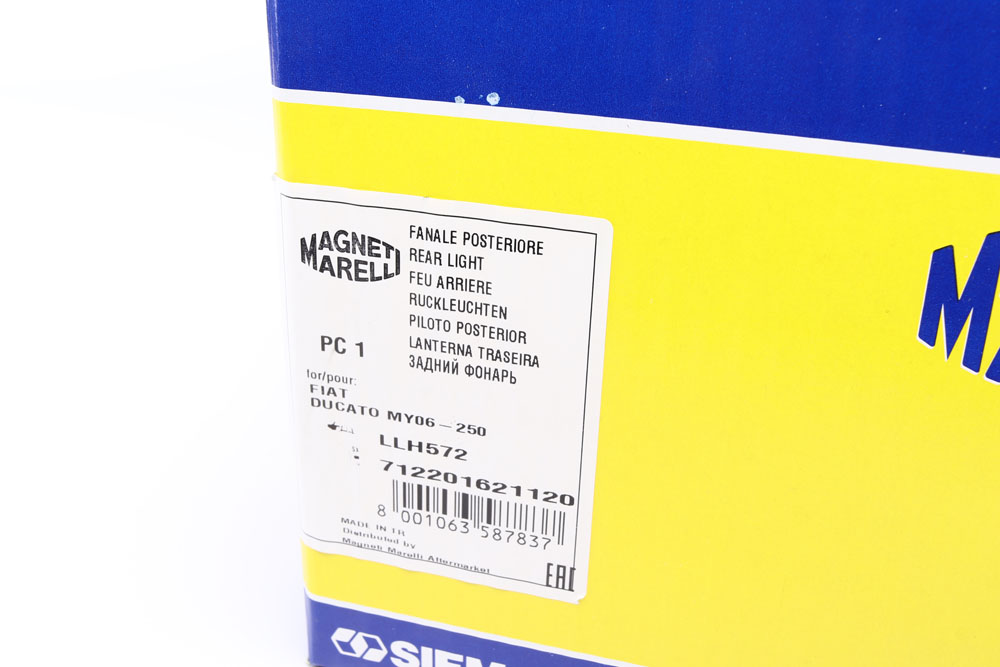 MAGNETI
MARELLI
FANALE POSTERIORE
REAR LIGHT
FEU ARRIERE
RUCKLEUCHTEN
PILOTO POSTERIOR
LANTERNA TRASEIRA
ЗАДНИЙ ФОНАРЬ
PC 1
for/pour:
FIAT
DUCATO MY06-250
LLH572
712201621120
8 001063 587837
MADE IN FR
Distributed by
Magneti Marelli Aftermarket
EAC